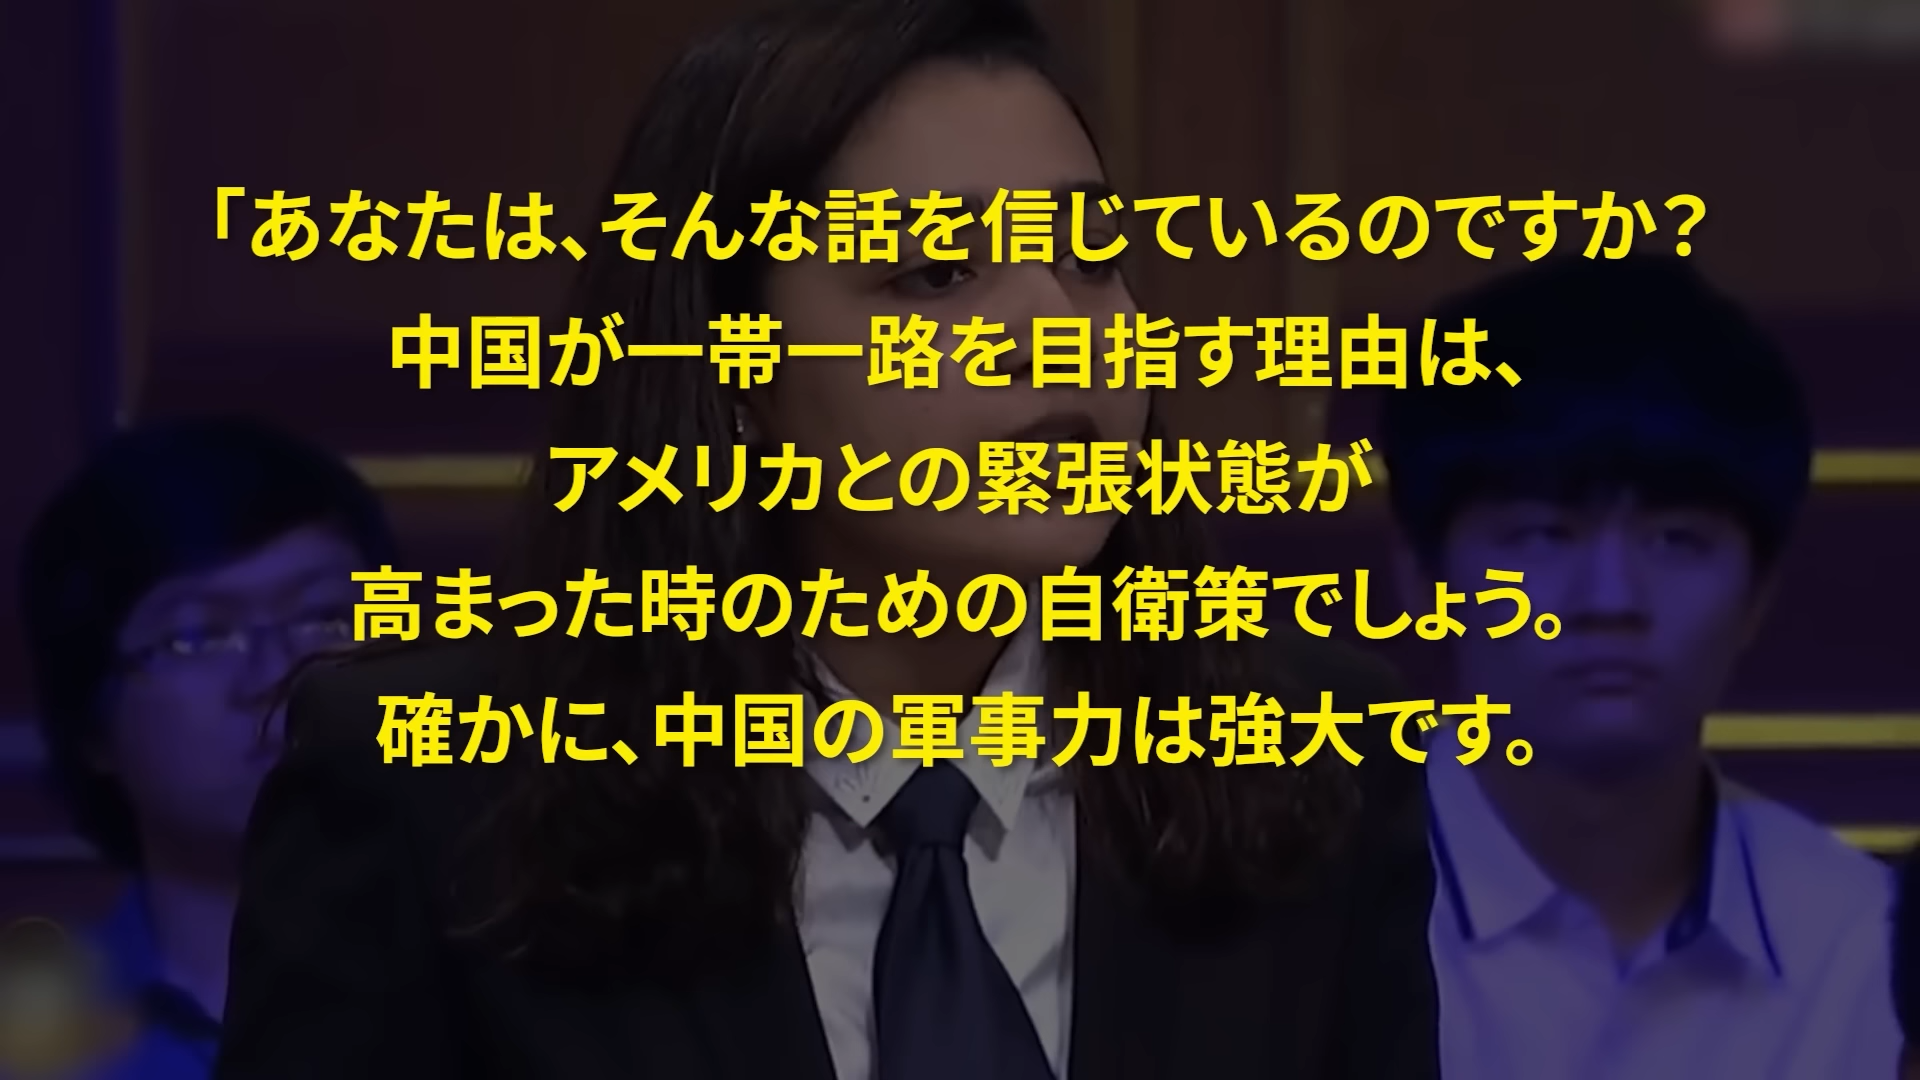 「あなたは、そんな話を信じているのですか?
中国が一帯一路を目指す理由は、
アメリカとの緊張状態が
高まった時のための自衛策でしょう。
確かに、中国の軍事力は強大です。